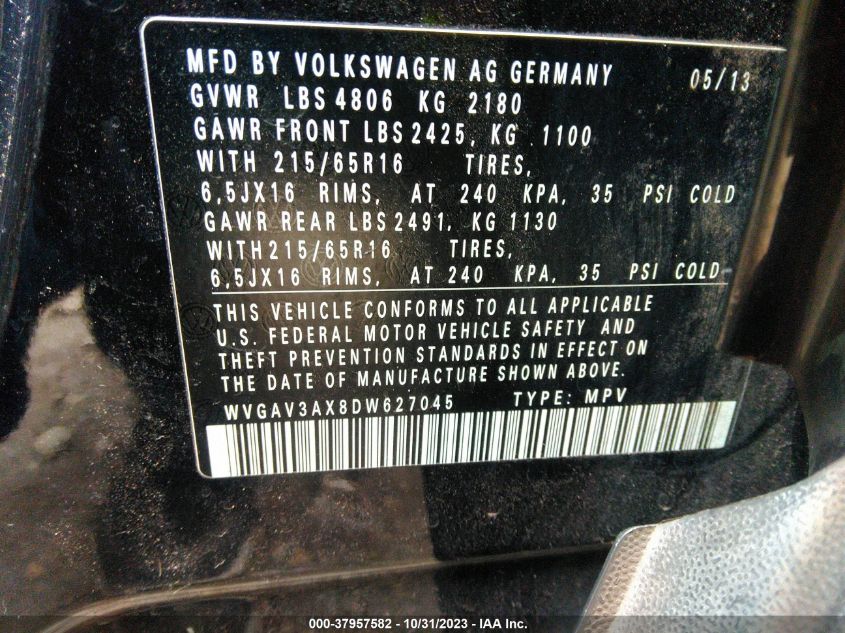 MFD BY VOLKSWAGEN AG GERMANY 05/13
GVWR LBS 4806 KG 2180
GAWR FRONT LBS 2425, KG 1100
WITH 215/65R16 TIRES,
6,5JX16 RIMS, AT 240 KPA, 35 PSI COLD
GAWR REAR LBS 2491, KG 1130
WITH 215/65R16 TIRES,
6,5JX16 RIMS, AT 240 KPA, 35 PSI COLD
THIS VEHICLE CONFORMS TO ALL APPLICABLE
U.S. FEDERAL MOTOR VEHICLE SAFETY AND
THEFT PREVENTION STANDARDS IN EFFECT ON
THE DATE OF MANUFACTURE SHOWN ABOVE.
WVGAV3AX8DW627045 TYPE: MPV
000-37957582 - 10/31/2023 - IAA Inc.